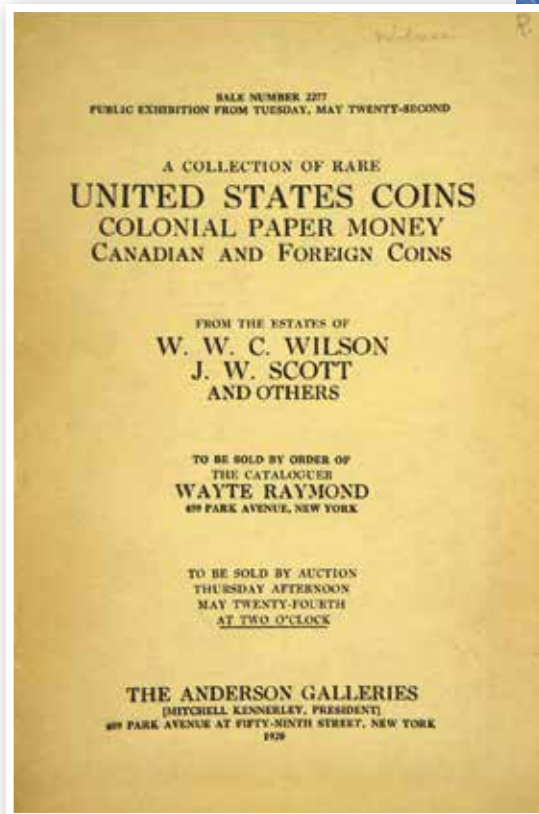 Wilson
R.
SALE NUMBER 2277
PUBLIC EXHIBITION FROM TUESDAY, MAY TWENTY-SECOND
A COLLECTION OF RARE
UNITED STATES COINS
COLONIAL PAPER MONEY
CANADIAN AND FOREIGN COINS
FROM THE ESTATES OF
W. W. C. WILSON
J. W. SCOTT
AND OTHERS
TO BE SOLD BY ORDER OF
THE CATALOGUER
WAYTE RAYMOND
489 PARK AVENUE, NEW YORK
TO BE SOLD BY AUCTION
THURSDAY AFTERNOON
MAY TWENTY-FOURTH
AT TWO O'CLOCK
THE ANDERSON GALLERIES
[MITCHELL KENNERLEY, PRESIDENT]
489 PARK AVENUE AT FIFTY-NINTH STREET, NEW YORK
1928